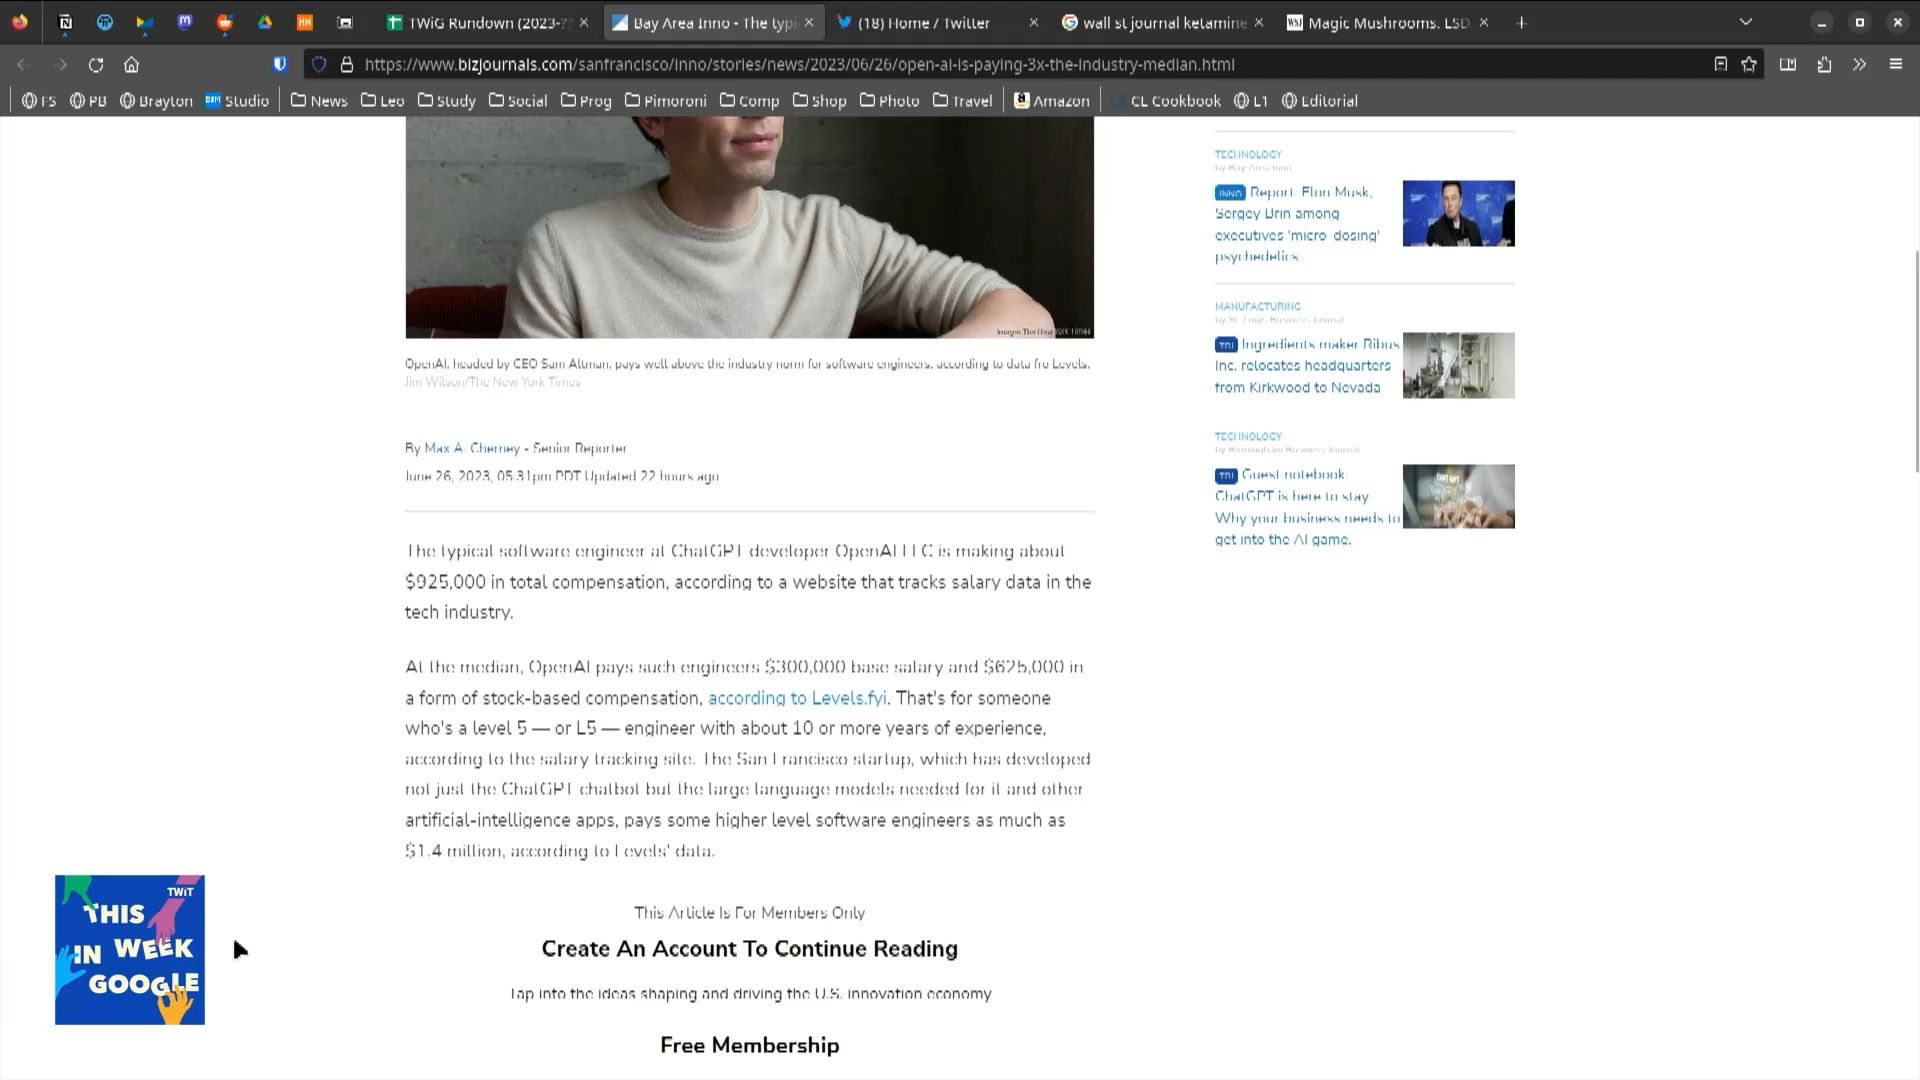 TWiG Rundown (2023-??
Bay Area Inno - The typi
(18) Home / Twitter
wall st journal ketamine
WSJ
Magic Mushrooms. LSD.
https://www.bizjournals.com/sanfrancisco/inno/stories/news/2023/06/26/open-ai-is-paying-3x-the-industry-median.html
FS PB Brayton Studio News Leo Study Social Prog Pimoroni Comp Shop Photo Travel Amazon CL Cookbook L1 Editorial
Image: The New York Times
OpenAI, headed by CEO Sam Altman, pays well above the industry norm for software engineers, according to data fro Levels.
Jim Wilson/The New York Times
By Max A. Cherney - Senior Reporter
June 26, 2023, 05:31pm PDT Updated 22 hours ago
The typical software engineer at ChatGPT developer OpenAI LLC is making about
$925,000 in total compensation, according to a website that tracks salary data in the
tech industry.
At the median, OpenAI pays such engineers $300,000 base salary and $625,000 in
a form of stock-based compensation, according to Levels.fyi. That's for someone
who's a level 5 — or L5 — engineer with about 10 or more years of experience,
according to the salary tracking site. The San Francisco startup, which has developed
not just the ChatGPT chatbot but the large language models needed for it and other
artificial-intelligence apps, pays some higher level software engineers as much as
$1.4 million, according to Levels' data.
This Article Is For Members Only
Create An Account To Continue Reading
Tap into the ideas shaping and driving the U.S. innovation economy
Free Membership
TECHNOLOGY
by Bay Area Inno
INNO Report: Elon Musk,
Sergey Brin among
executives 'micro-dosing'
psychedelics
MANUFACTURING
by St. Louis Business Journal
TBJ Ingredients maker Ribus
Inc. relocates headquarters
from Kirkwood to Nevada
TECHNOLOGY
by Birmingham Business Journal
Guest notebook:
ChatGPT is here to stay.
Why your business needs to
get into the AI game.
TWiT
THIS
WEEK
IN
GOOGLE